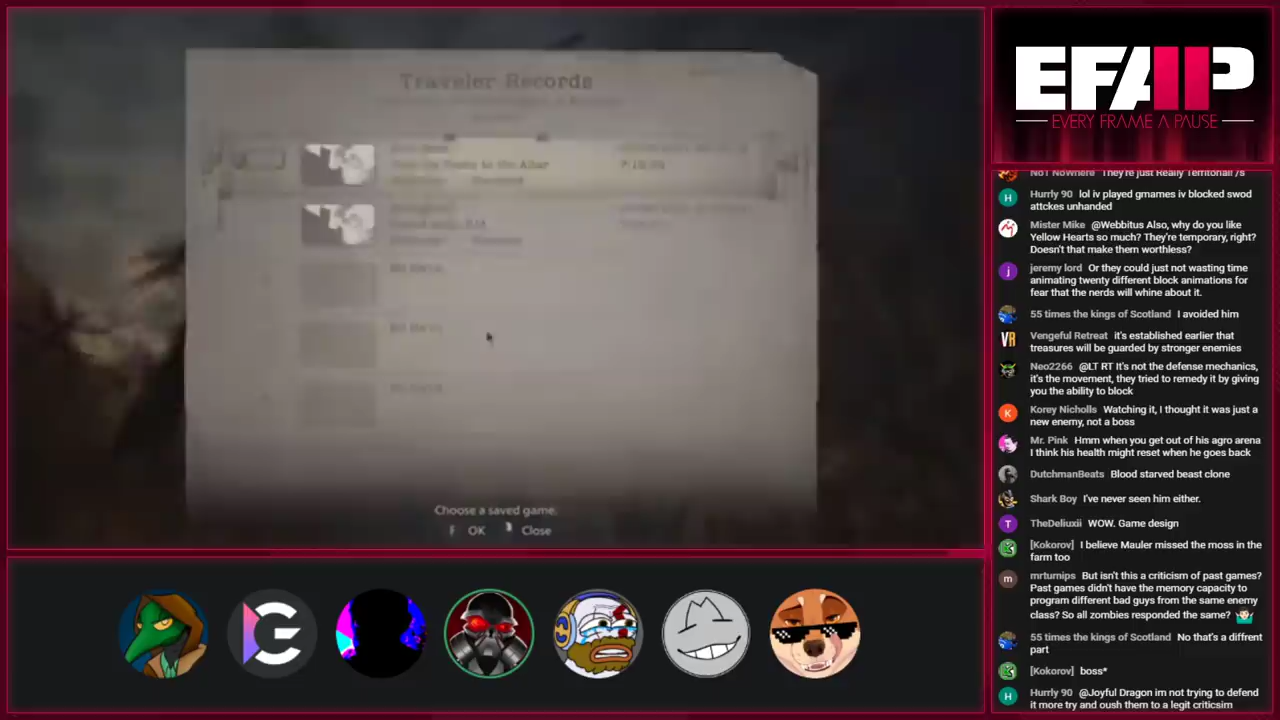 Traveler Records
to the Altar
Choose a saved game.
F OK Close
EFAP
EVERY FRAME A PAUSE
No1 Nowhere They're just Really Territorial! /s
Hurrly 90 lol iv played gmames iv blocked swod
attckes unhanded
Mister Mike @Webbitus Also, why do you like
Yellow Hearts so much? They're temporary, right?
Doesn't that make them worthless?
jeremy lord Or they could just not wasting time
animating twenty different block animations for
fear that the nerds will whine about it.
55 times the kings of Scotland I avoided him
Vengeful Retreat it's established earlier that
treasures will be guarded by stronger enemies
Neo2266 @LT RT It's not the defense mechanics,
it's the movement, they tried to remedy it by giving
you the ability to block
Korey Nicholls Watching it, I thought it was just a
new enemy, not a boss
Mr. Pink Hmm when you get out of his agro arena
I think his health might reset when he goes back
DutchmanBeats Blood starved beast clone
Shark Boy I've never seen him either.
TheDeliuxii WOW. Game design
[Kokorov] I believe Mauler missed the moss in the
farm too
mrturnips But isn't this a criticism of past games?
Past games didn't have the memory capacity to
program different bad guys from the same enemy
class? So all zombies responded the same?
55 times the kings of Scotland No that's a diffrent
part
[Kokorov] boss*
Hurrly 90 @Joyful Dragon im not trying to defend
it more try and oush them to a legit criticsim